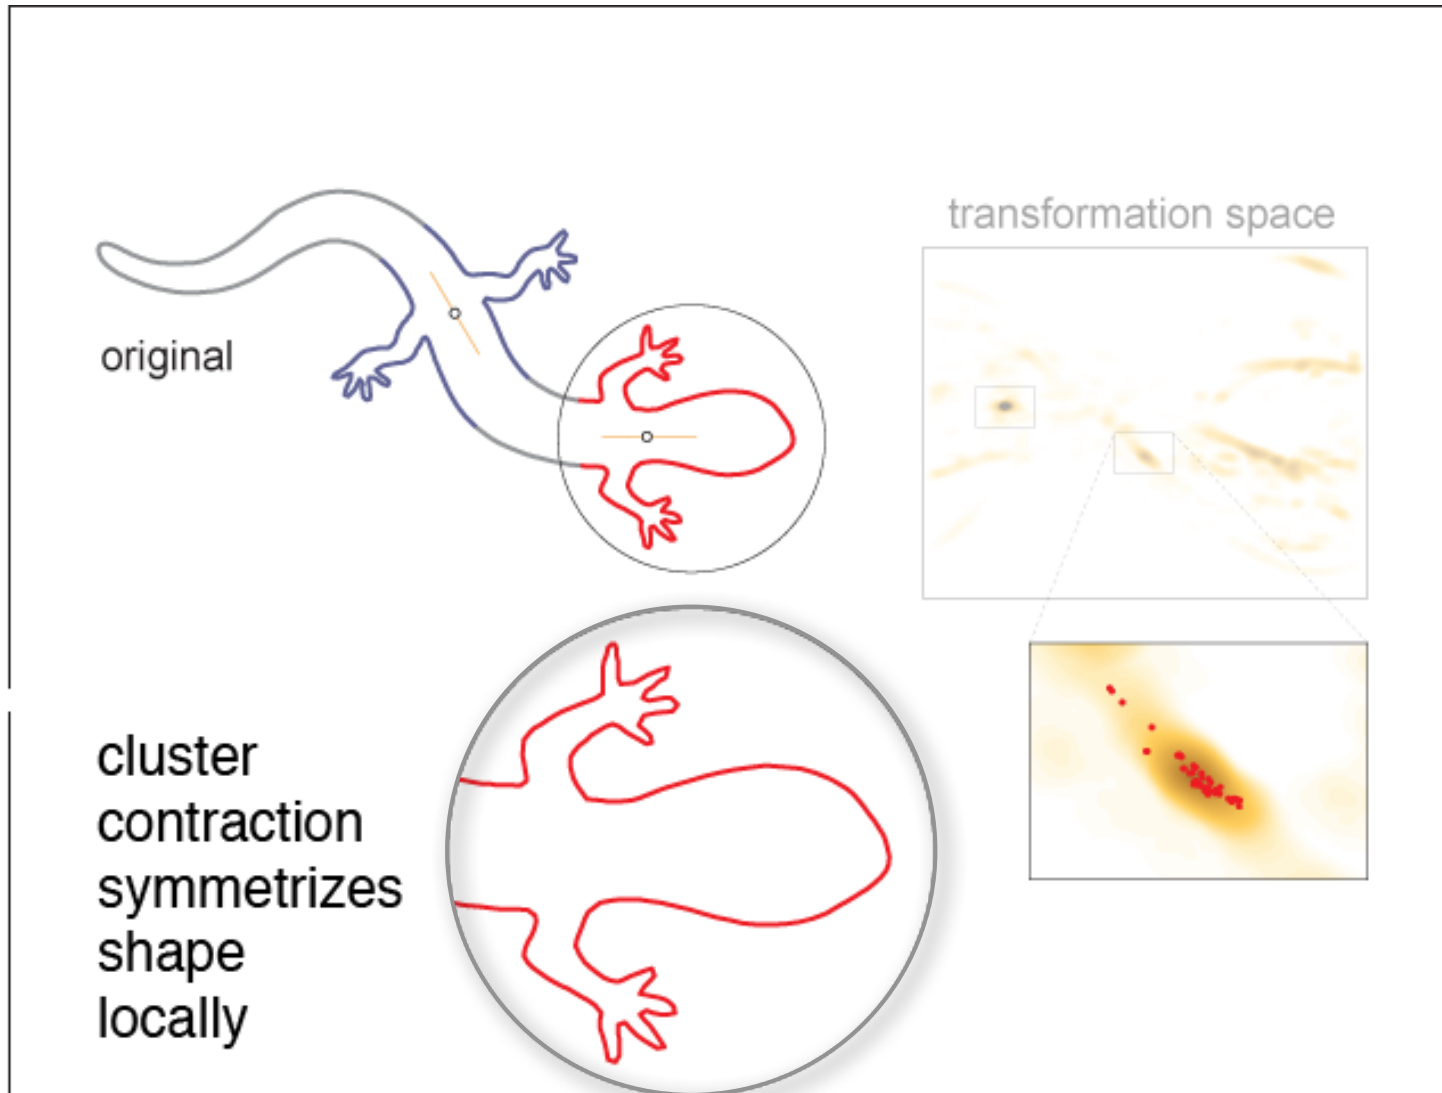 transformation space
original
cluster
contraction
symmetrizes
shape
locally